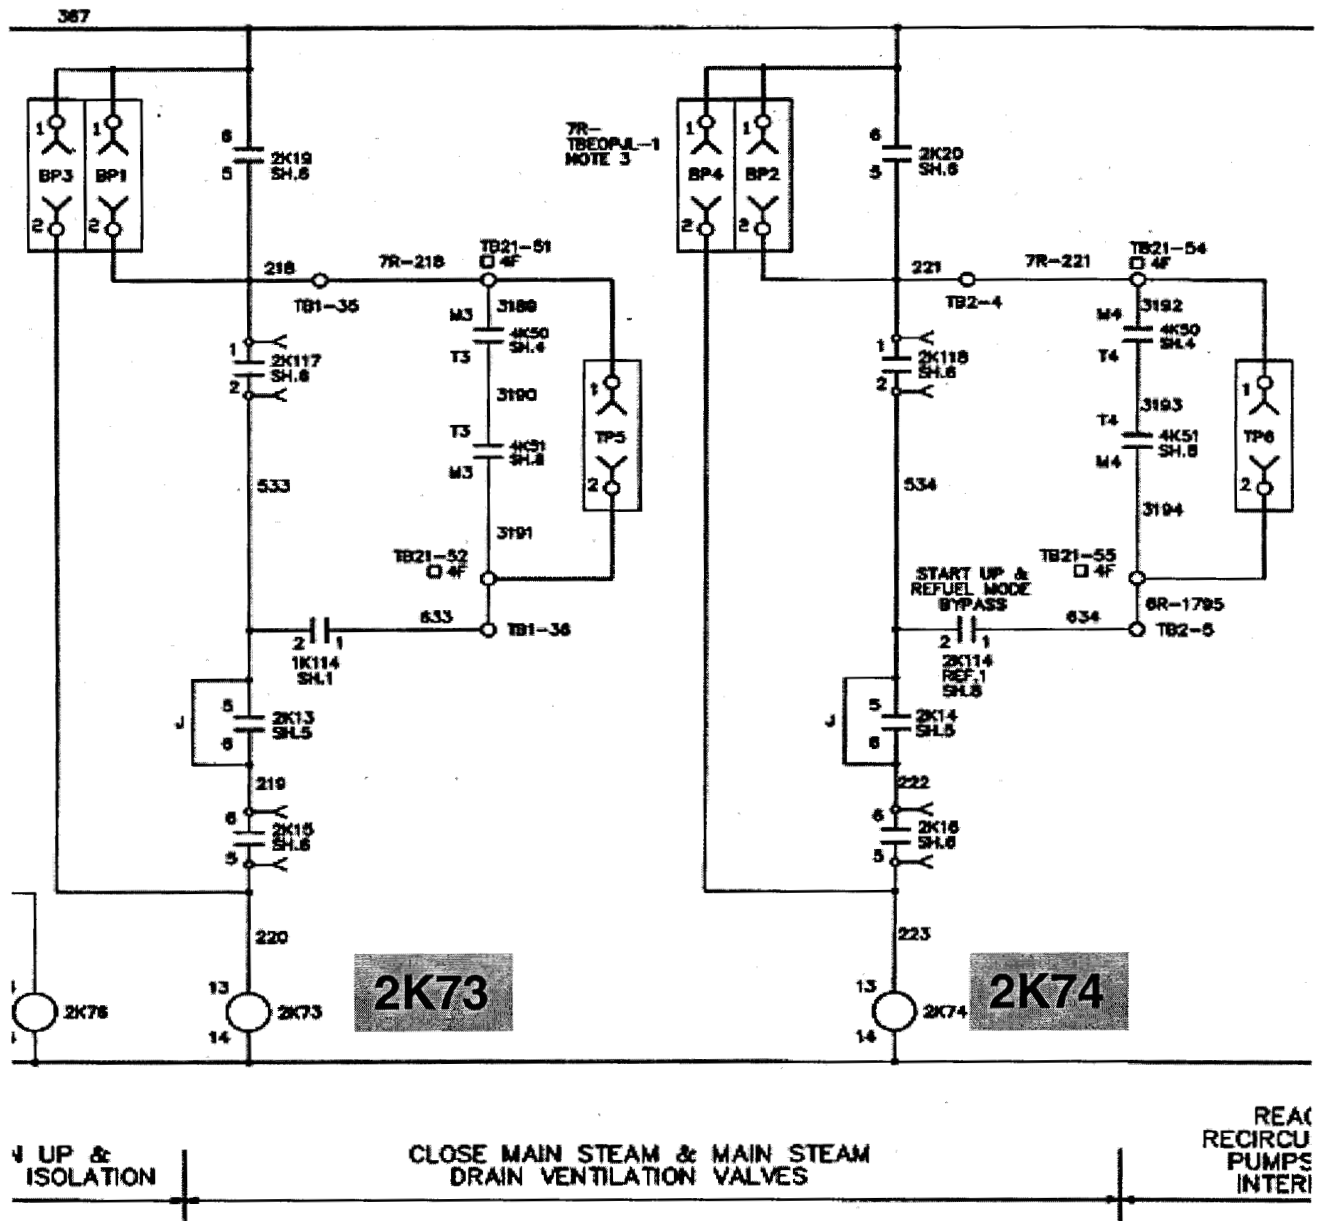 367
1 1
BP3 BP1
2 2
6
2K19
5 SH.6
7R-
TBEOPJL-1
NOTE 3
1 1
BP4 BP2
2 2
6
2K20
5 SH.6
218
TB1-35
7R-218
TB21-51
4F
M3 3189
4K50
SH.4
T3
3190
T3
4K51
SH.8
M3
3191
1
TP5
2
1
2K117
SH.6
2
533
TB21-52
4F
633
TB1-36
2 1
1K114
SH.1
J
5
2K13
SH.5
6
219
6
2K15
SH.6
5
220
13
2K73
14
2K73
2K76
221
TB2-4
7R-221
TB21-54
4F
M4 3192
4K50
SH.4
T4
3193
T4
4K51
SH.8
M4
3194
1
TP6
2
1
2K118
SH.6
2
534
TB21-55
4F
START UP &
REFUEL MODE
BYPASS
6R-1795
634
TB2-5
2 1
2K114
REF.1
SH.8
J
5
2K14
SH.5
6
222
6
2K16
SH.6
5
223
13
2K74
14
2K74
UP &
ISOLATION
CLOSE MAIN STEAM & MAIN STEAM
DRAIN VENTILATION VALVES
REA
RECIRCU
PUMPS
INTER